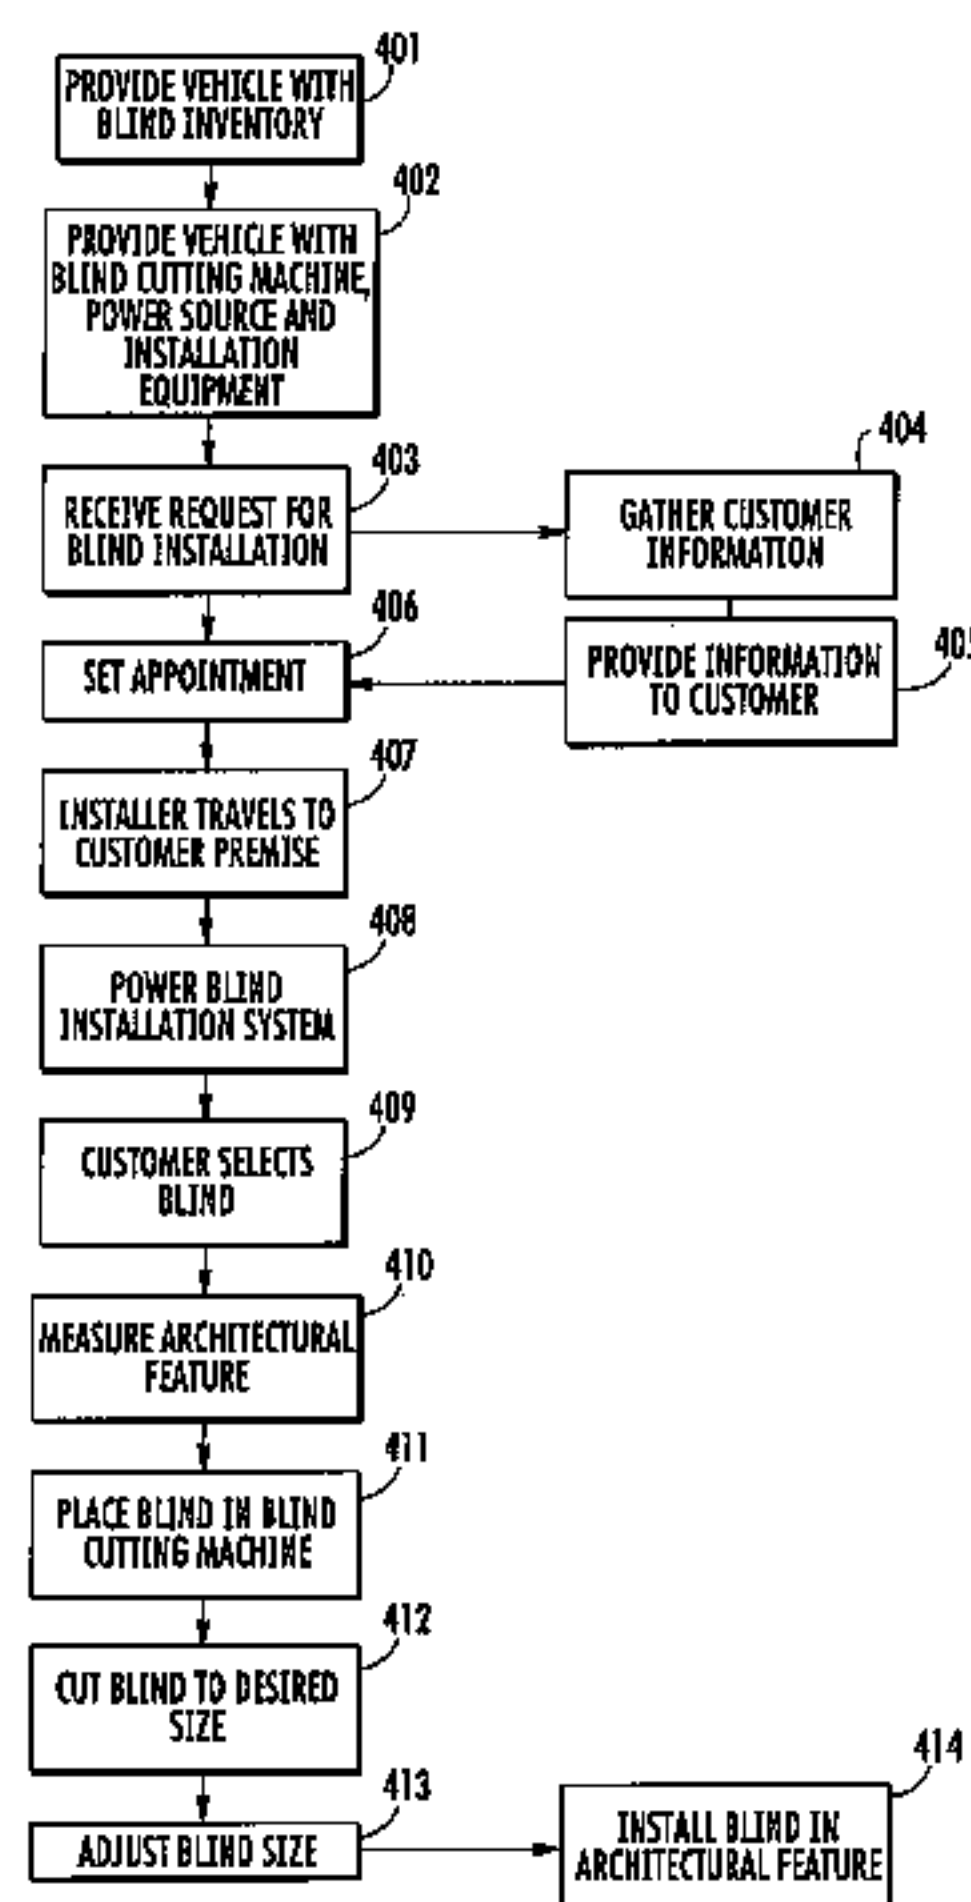 401
PROVIDE VEHICLE WITH
BLIND INVENTORY
402
PROVIDE VEHICLE WITH
BLIND CUTTING MACHINE,
POWER SOURCE AND
INSTALLATION
EQUIPMENT
403
RECEIVE REQUEST FOR
BLIND INSTALLATION
404
GATHER CUSTOMER
INFORMATION
405
PROVIDE INFORMATION
TO CUSTOMER
406
SET APPOINTMENT
407
INSTALLER TRAVELS TO
CUSTOMER PREMISE
408
POWER BLIND
INSTALLATION SYSTEM
409
CUSTOMER SELECTS
BLIND
410
MEASURE ARCHITECTURAL
FEATURE
411
PLACE BLIND IN BLIND
CUTTING MACHINE
412
CUT BLIND TO DESIRED
SIZE
413
ADJUST BLIND SIZE
414
INSTALL BLIND IN
ARCHITECTURAL FEATURE